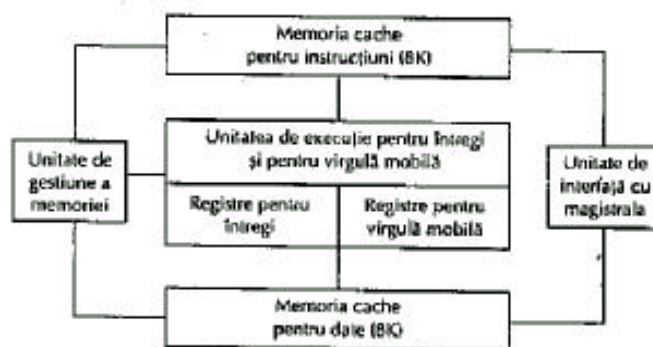 Memoria cache
pentru instrucțiuni (8K)
Unitatea de execuție pentru întregi
și pentru virgulă mobilă
Unitate de
gestiune a
memoriei
Registre pentru
întregi
Registre pentru
virgulă mobilă
Unitate de
interfață cu
magistrala
Memoria cache
pentru date (8K)